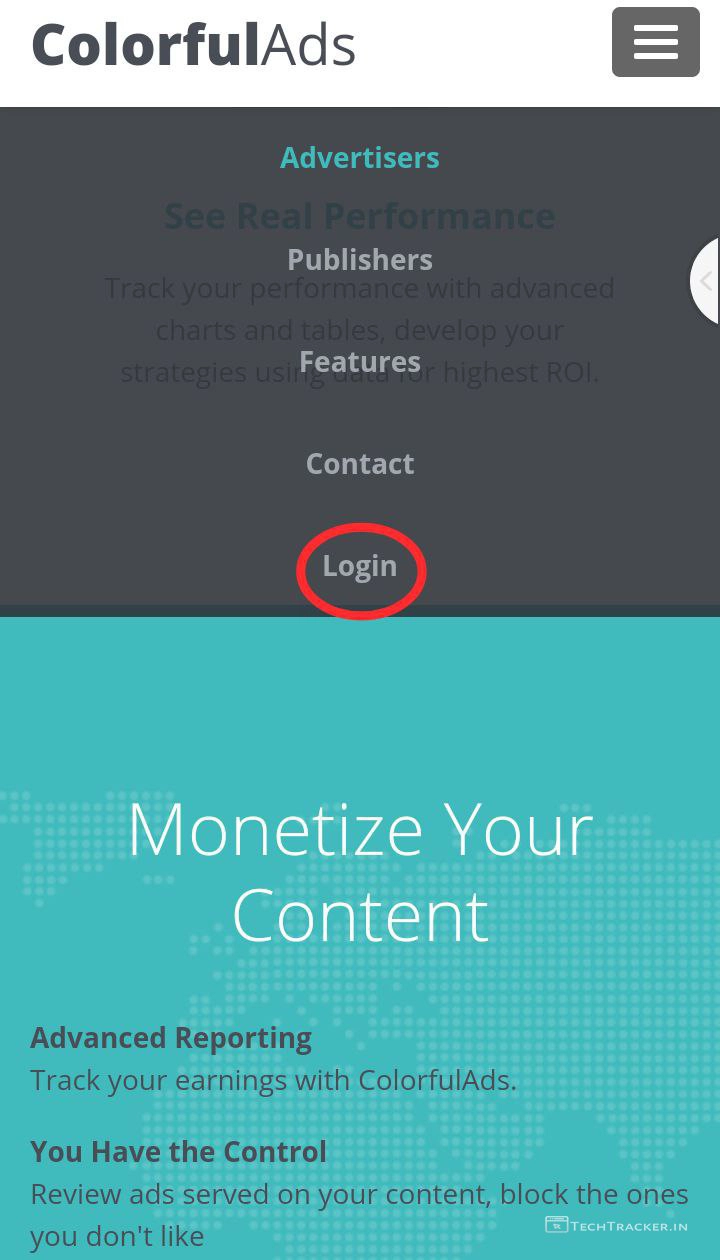 ColorfulAds
Advertisers
See Real Performance
Publishers
Track your performance with advanced
charts and tables, develop your
Features
strategies using data for highest ROI.
Contact
Login
Monetize Your
Content
Advanced Reporting
Track your earnings with ColorfulAds.
You Have the Control
Review ads served on your content, block the ones
you don't like
TECHTRACKER.IN